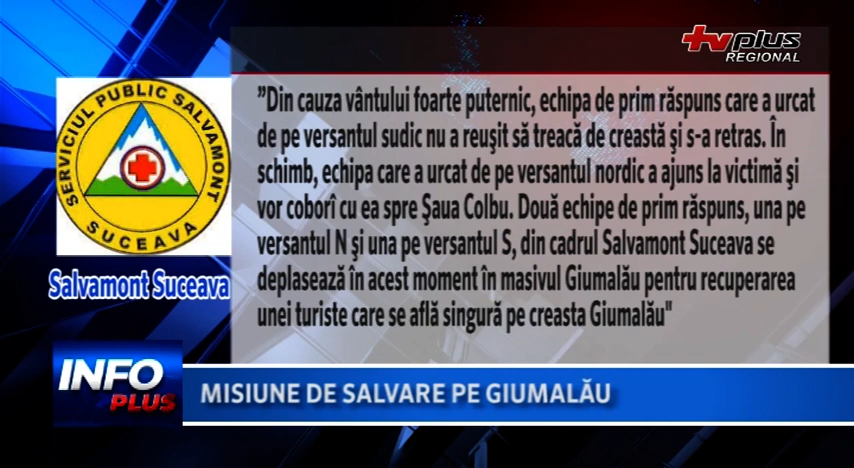 tvplus
REGIONAL
”Din cauza vântului foarte puternic, echipa de prim răspuns care a urcat
de pe versantul sudic nu a reuşit să treacă de creastă şi s-a retras. În
schimb, echipa care a urcat de pe versantul nordic a ajuns la victimă şi
vor coborî cu ea spre Şaua Colbu. Două echipe de prim răspuns, una pe
versantul N şi una pe versantul S, din cadrul Salvamont Suceava se
deplasează în acest moment în masivul Giumalău pentru recuperarea
unei turiste care se află singură pe creasta Giumalău"
SERVICIUL PUBLIC SALVAMONT
SUCEAVA
Salvamont Suceava
INFO
PLUS
MISIUNE DE SALVARE PE GIUMALĂU